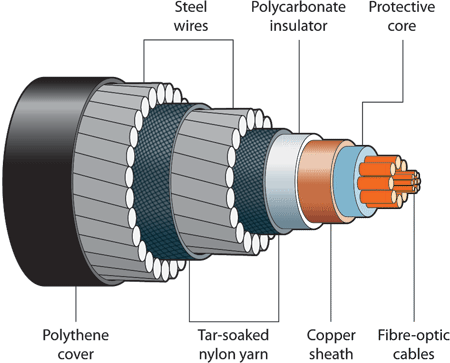 Steel
wires
Polycarbonate
insulator
Protective
core
Polythene
cover
Tar-soaked
nylon yarn
Copper
sheath
Fibre-optic
cables